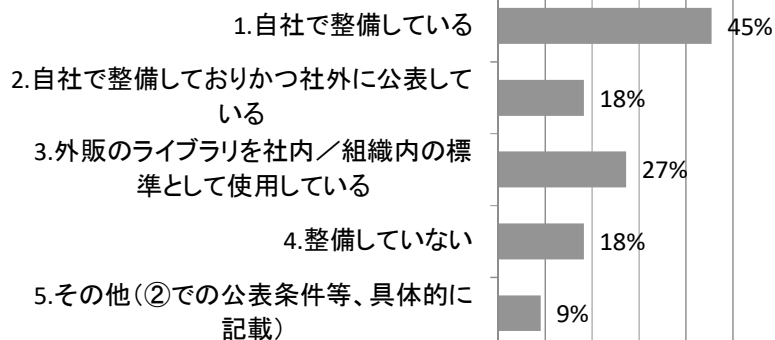 1.自社で整備している
45%
2.自社で整備しておりかつ社外に公表して
いる
18%
3.外販のライブラリを社内／組織内の標
準として使用している
27%
4.整備していない
18%
5.その他（②での公表条件等、具体的に
記載）
9%